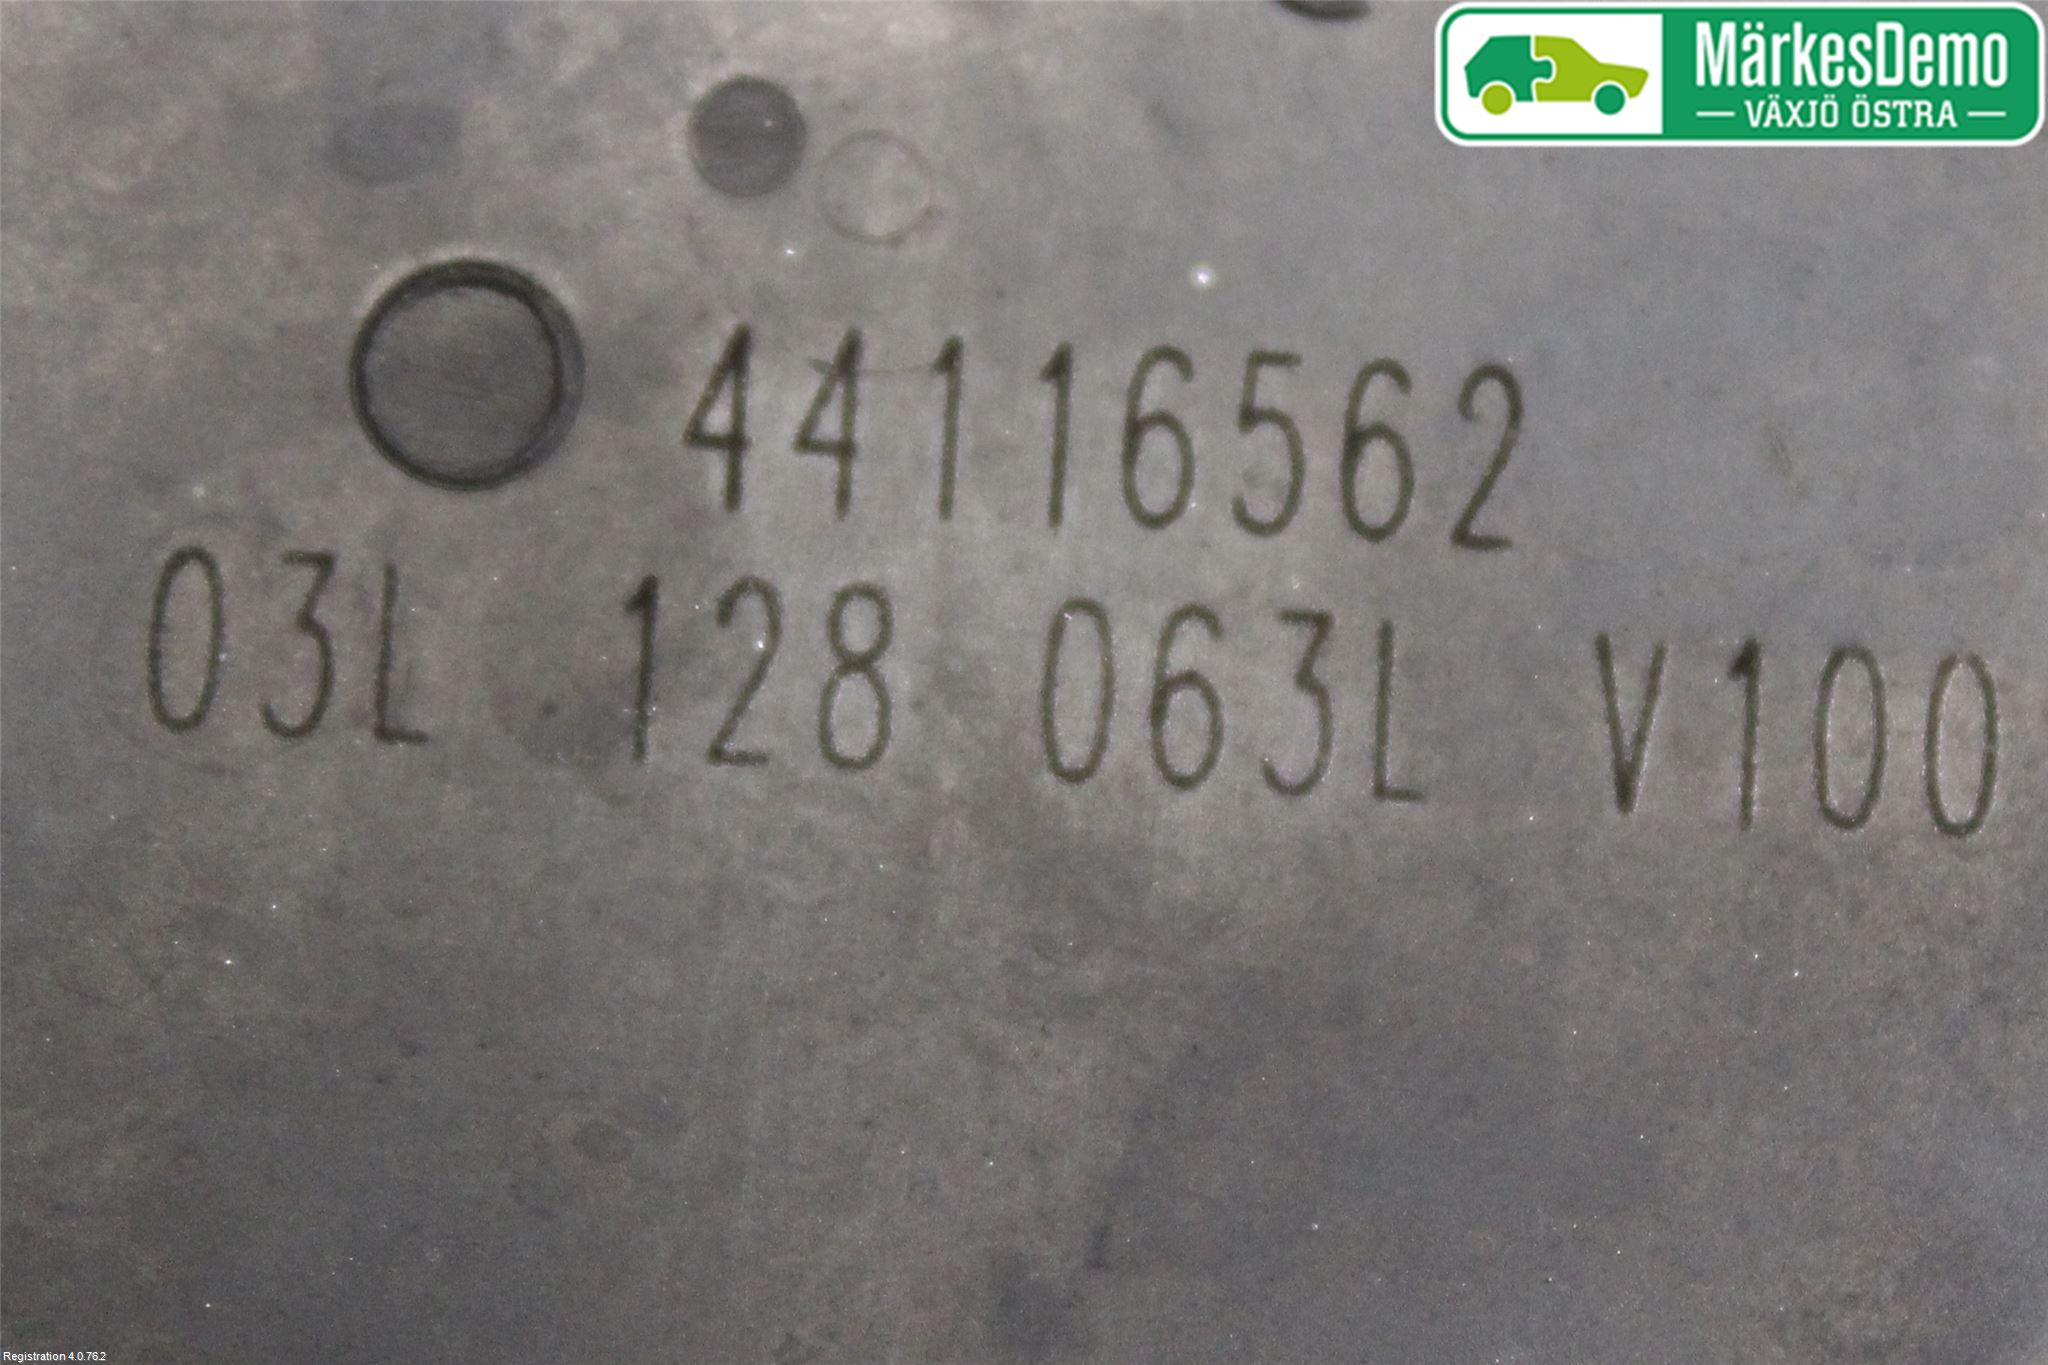 MärkesDemo
— VÄXJÖ ÖSTRA —
44116562
03L 128 063L V100
Registration 4.0.76.2